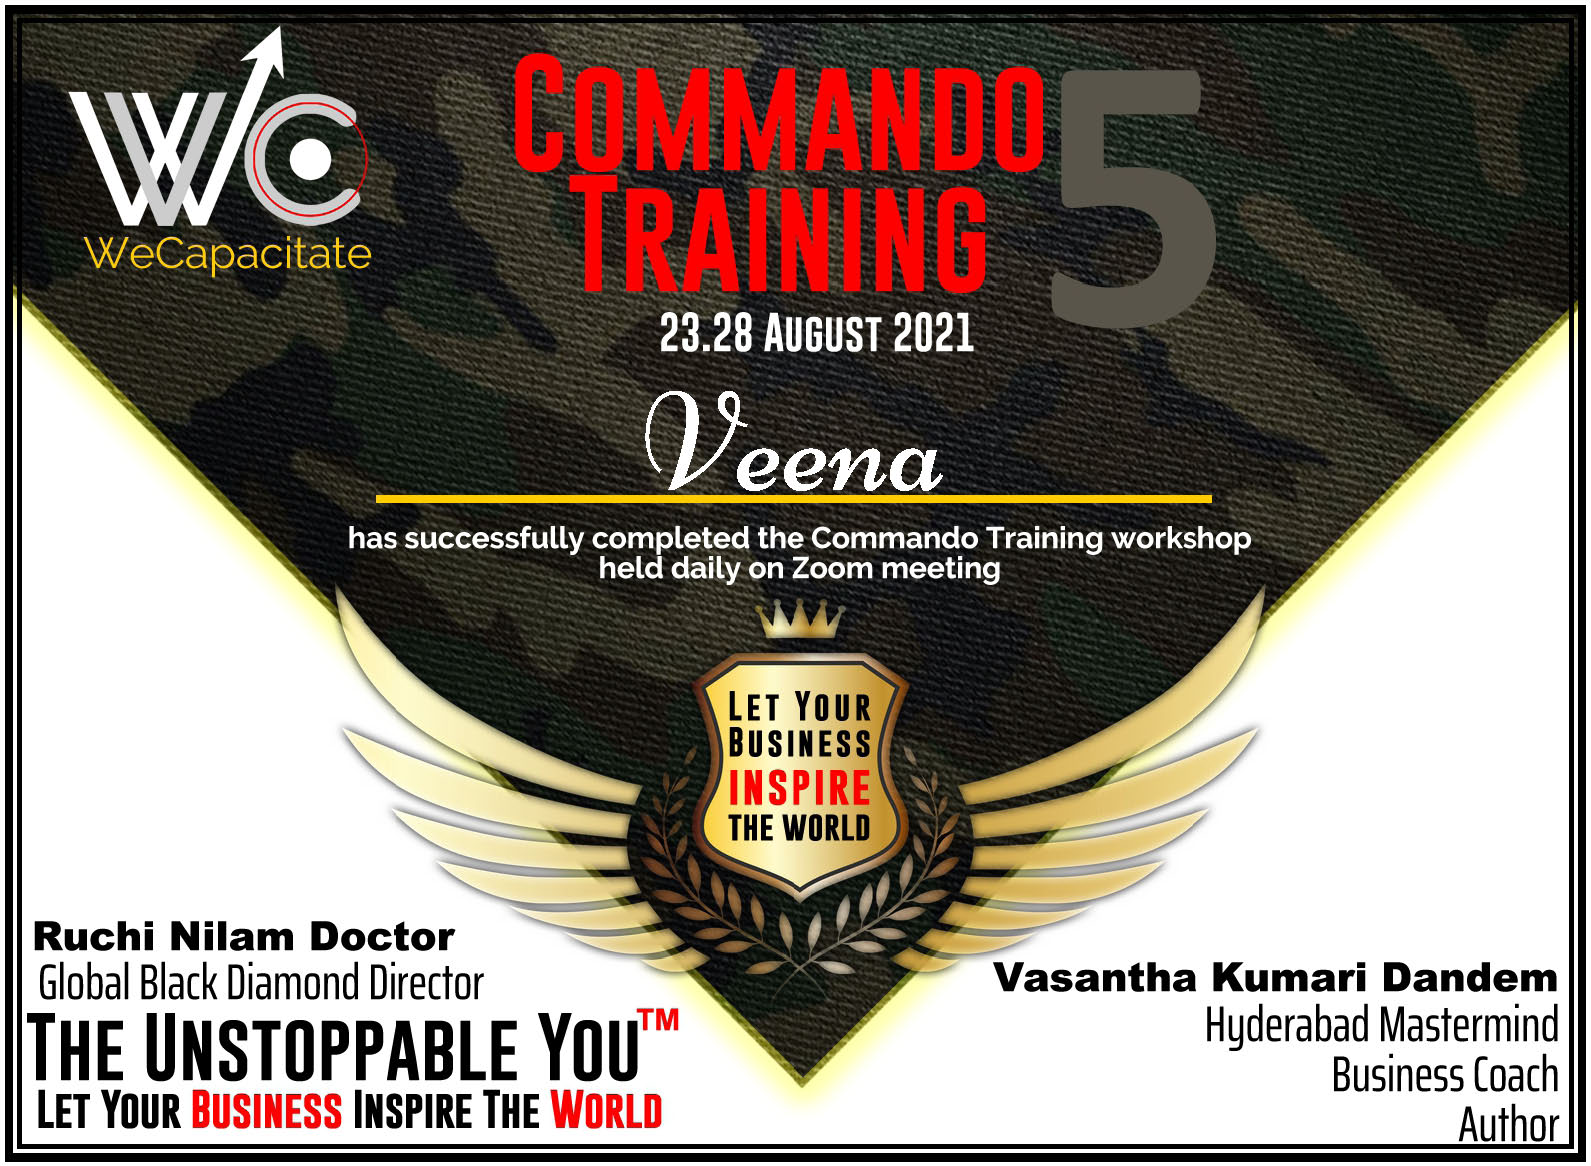 WC
WeCapacitate
COMMANDO
TRAINING
5
23.28 AUGUST 2021
Veena
has successfully completed the Commando Training workshop
held daily on Zoom meeting
LET YOUR
BUSINESS
INSPIRE
THE WORLD
Ruchi Nilam Doctor
Global Black Diamond Director
THE UNSTOPPABLE YOU™
LET YOUR BUSINESS INSPIRE THE WORLD
Vasantha Kumari Dandem
Hyderabad Mastermind
Business Coach
Author